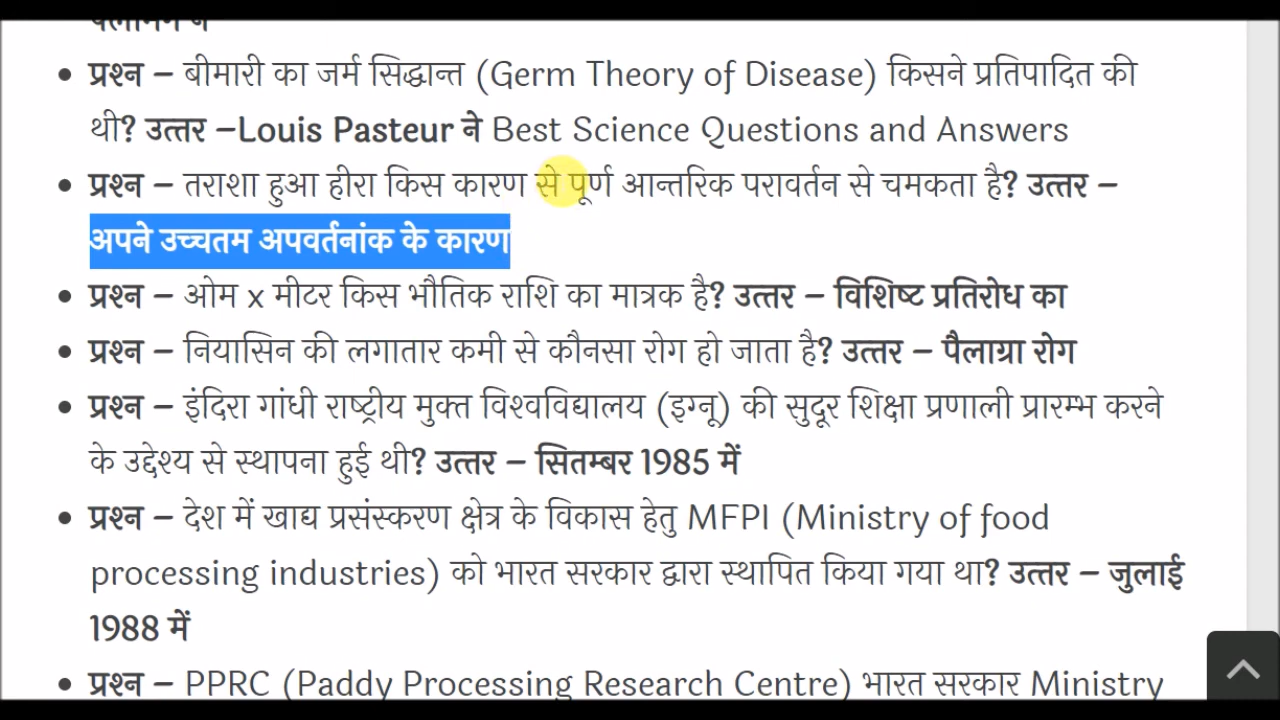 • प्रश्न – बीमारी का जर्म सिद्धान्त (Germ Theory of Disease) किसने प्रतिपादित की
थी? उत्तर –Louis Pasteur ने Best Science Questions and Answers
• प्रश्न – तराशा हुआ हीरा किस कारण से पूर्ण आन्तरिक परावर्तन से चमकता है? उत्तर –
अपने उच्चतम अपवर्तनांक के कारण
• प्रश्न – ओम x मीटर किस भौतिक राशि का मात्रक है? उत्तर – विशिष्ट प्रतिरोध का
• प्रश्न – नियासिन की लगातार कमी से कौनसा रोग हो जाता है? उत्तर – पैलाग्रा रोग
• प्रश्न – इंदिरा गांधी राष्ट्रीय मुक्त विश्वविद्यालय (इग्नू) की सुदूर शिक्षा प्रणाली प्रारम्भ करने
के उद्देश्य से स्थापना हुई थी? उत्तर – सितम्बर 1985 में
• प्रश्न – देश में खाद्य प्रसंस्करण क्षेत्र के विकास हेतु MFPI (Ministry of food
processing industries) को भारत सरकार द्वारा स्थापित किया गया था? उत्तर – जुलाई
1988 में
• प्रश्न – PPRC (Paddy Processing Research Centre) भारत सरकार Ministry